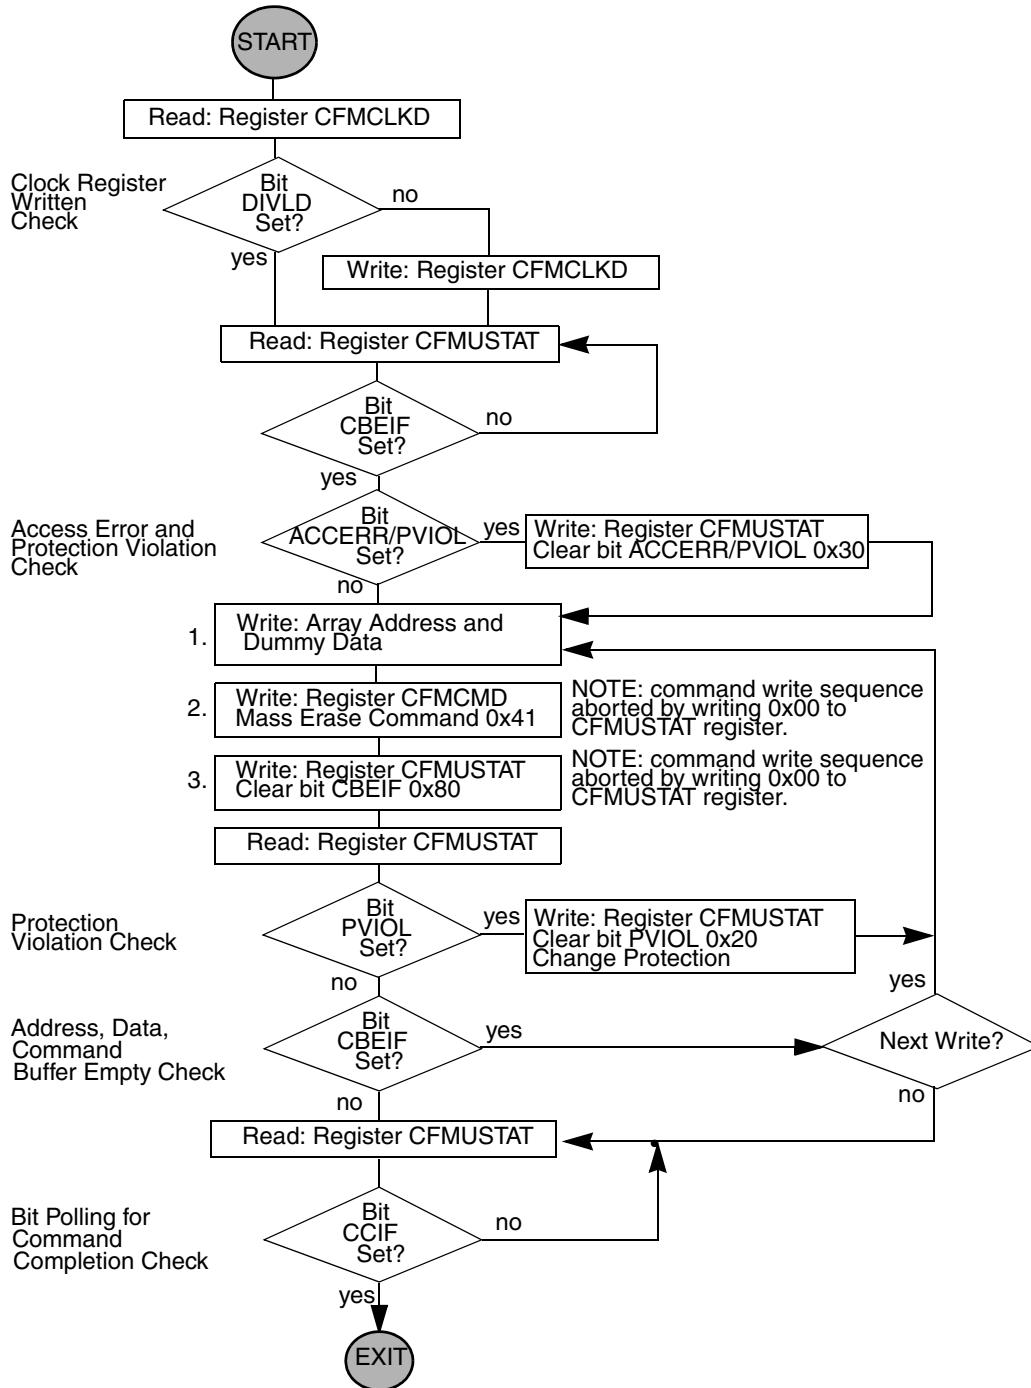 START
Read: Register CFMCLKD
Clock Register
Written
Check
Bit
DIVLD
Set?
no
yes
Write: Register CFMCLKD
Read: Register CFMUSTAT
Bit
CBEIF
Set?
no
yes
Access Error and
Protection Violation
Check
Bit
ACCERR/PVIOL
Set?
yes
no
Write: Register CFMUSTAT
Clear bit ACCERR/PVIOL 0x30
1.
Write: Array Address and
Dummy Data
2.
Write: Register CFMCMD
Mass Erase Command 0x41
NOTE: command write sequence
aborted by writing 0x00 to
CFMUSTAT register.
3.
Write: Register CFMUSTAT
Clear bit CBEIF 0x80
NOTE: command write sequence
aborted by writing 0x00 to
CFMUSTAT register.
Read: Register CFMUSTAT
Protection
Violation Check
Bit
PVIOL
Set?
yes
no
Write: Register CFMUSTAT
Clear bit PVIOL 0x20
Change Protection
yes
Address, Data,
Command
Buffer Empty Check
Bit
CBEIF
Set?
yes
no
Next Write?
no
Read: Register CFMUSTAT
Bit Polling for
Command
Completion Check
Bit
CCIF
Set?
no
yes
EXIT